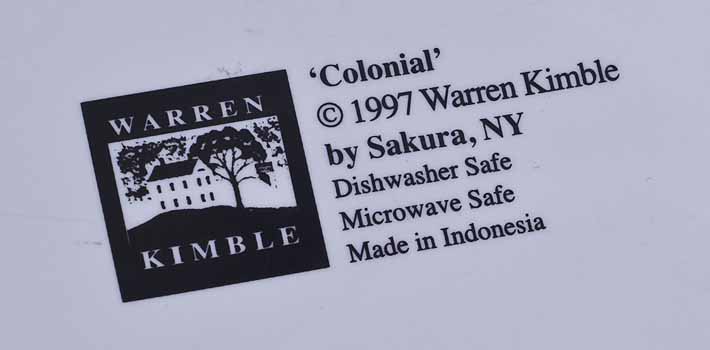 WARREN
KIMBLE
‘Colonial’
© 1997 Warren Kimble
by Sakura, NY
Dishwasher Safe
Microwave Safe
Made in Indonesia